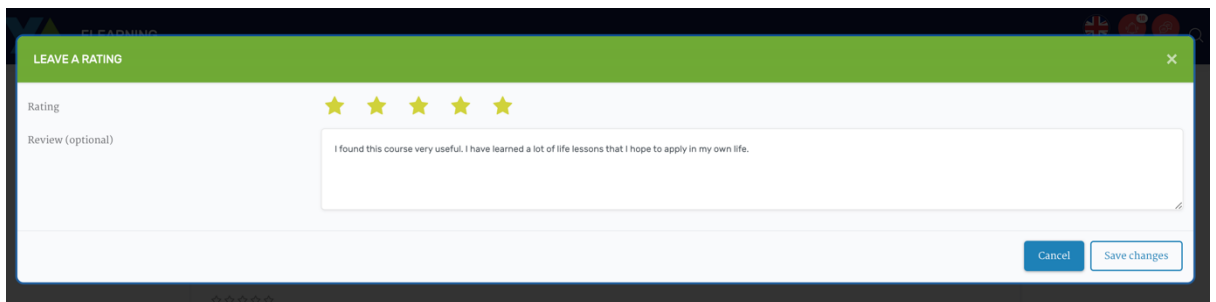 ELEARNING
LEAVE A RATING
×
Rating
Review (optional)
I found this course very useful. I have learned a lot of life lessons that I hope to apply in my own life.
Cancel
Save changes